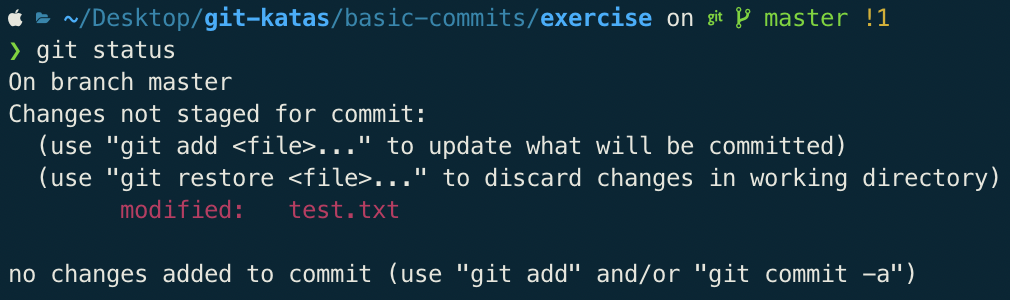 ~/Desktop/git-katas/basic-commits/exercise on git master !1
❯ git status
On branch master
Changes not staged for commit:
  (use "git add <file>..." to update what will be committed)
  (use "git restore <file>..." to discard changes in working directory)
        modified:   test.txt

no changes added to commit (use "git add" and/or "git commit -a")